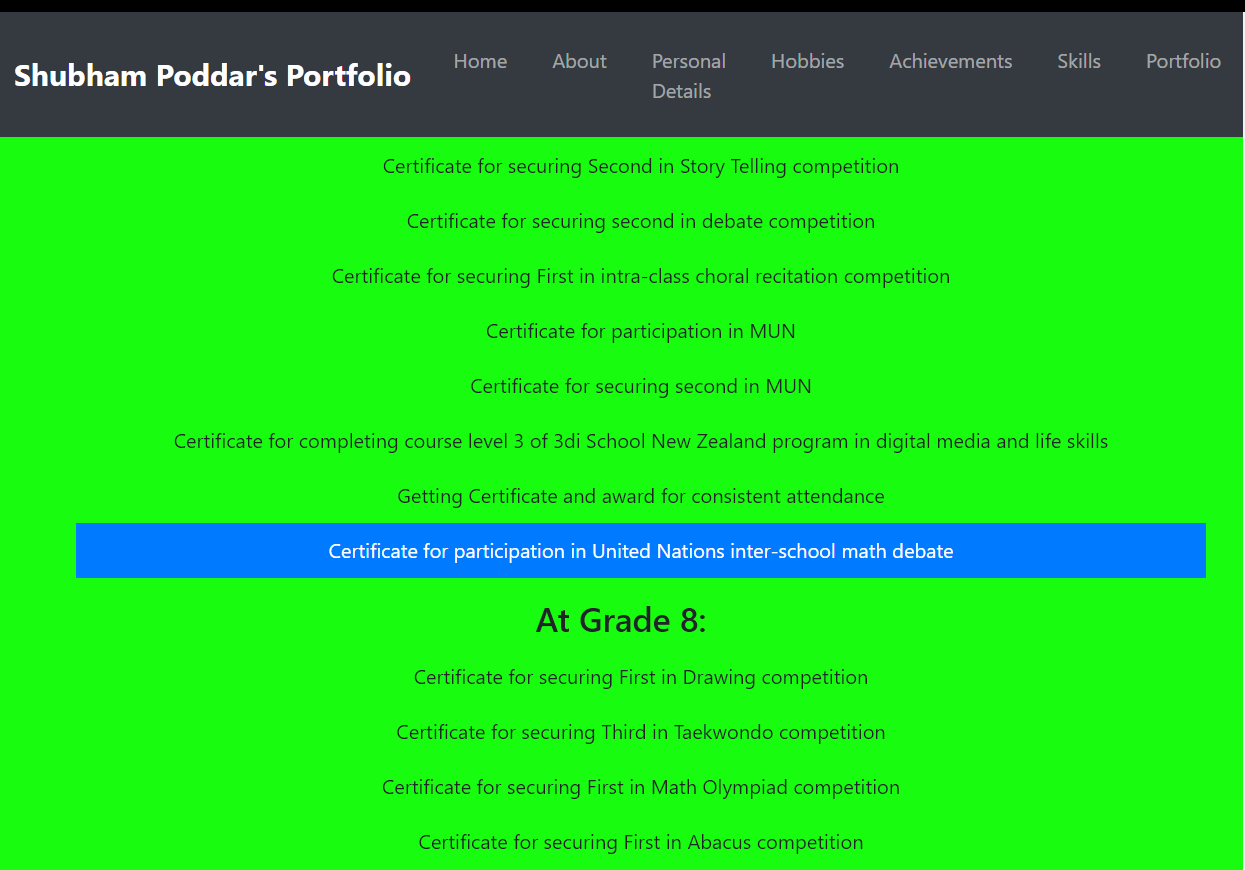 Shubham Poddar's Portfolio
Home
About
Personal
Details
Hobbies
Achievements
Skills
Portfolio
Certificate for securing Second in Story Telling competition
Certificate for securing second in debate competition
Certificate for securing First in intra-class choral recitation competition
Certificate for participation in MUN
Certificate for securing second in MUN
Certificate for completing course level 3 of 3di School New Zealand program in digital media and life skills
Getting Certificate and award for consistent attendance
Certificate for participation in United Nations inter-school math debate
At Grade 8:
Certificate for securing First in Drawing competition
Certificate for securing Third in Taekwondo competition
Certificate for securing First in Math Olympiad competition
Certificate for securing First in Abacus competition